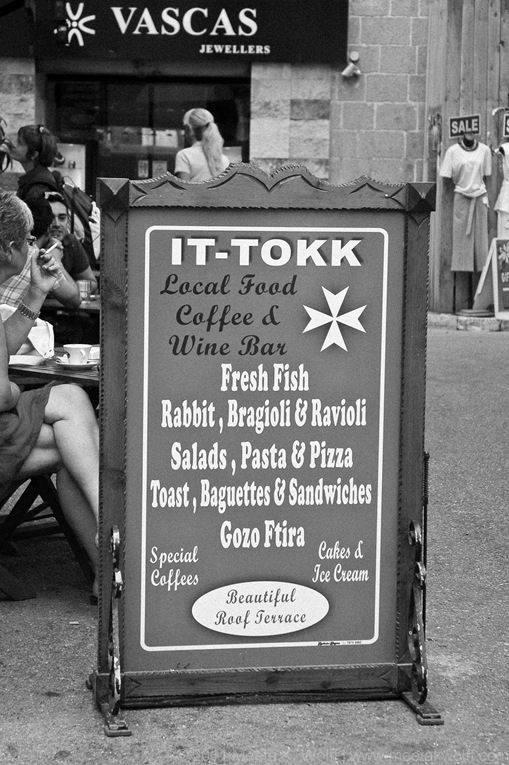 VASCAS
JEWELLERS
SALE
IT-TOKK
Local Food
Coffee &
Wine Bar
Fresh Fish
Rabbit , Bragioli & Ravioli
Salads , Pasta & Pizza
Toast , Baguettes & Sandwiches
Gozo Ftira
Special
Coffees
Cakes &
Ice Cream
Beautiful
Roof Terrace